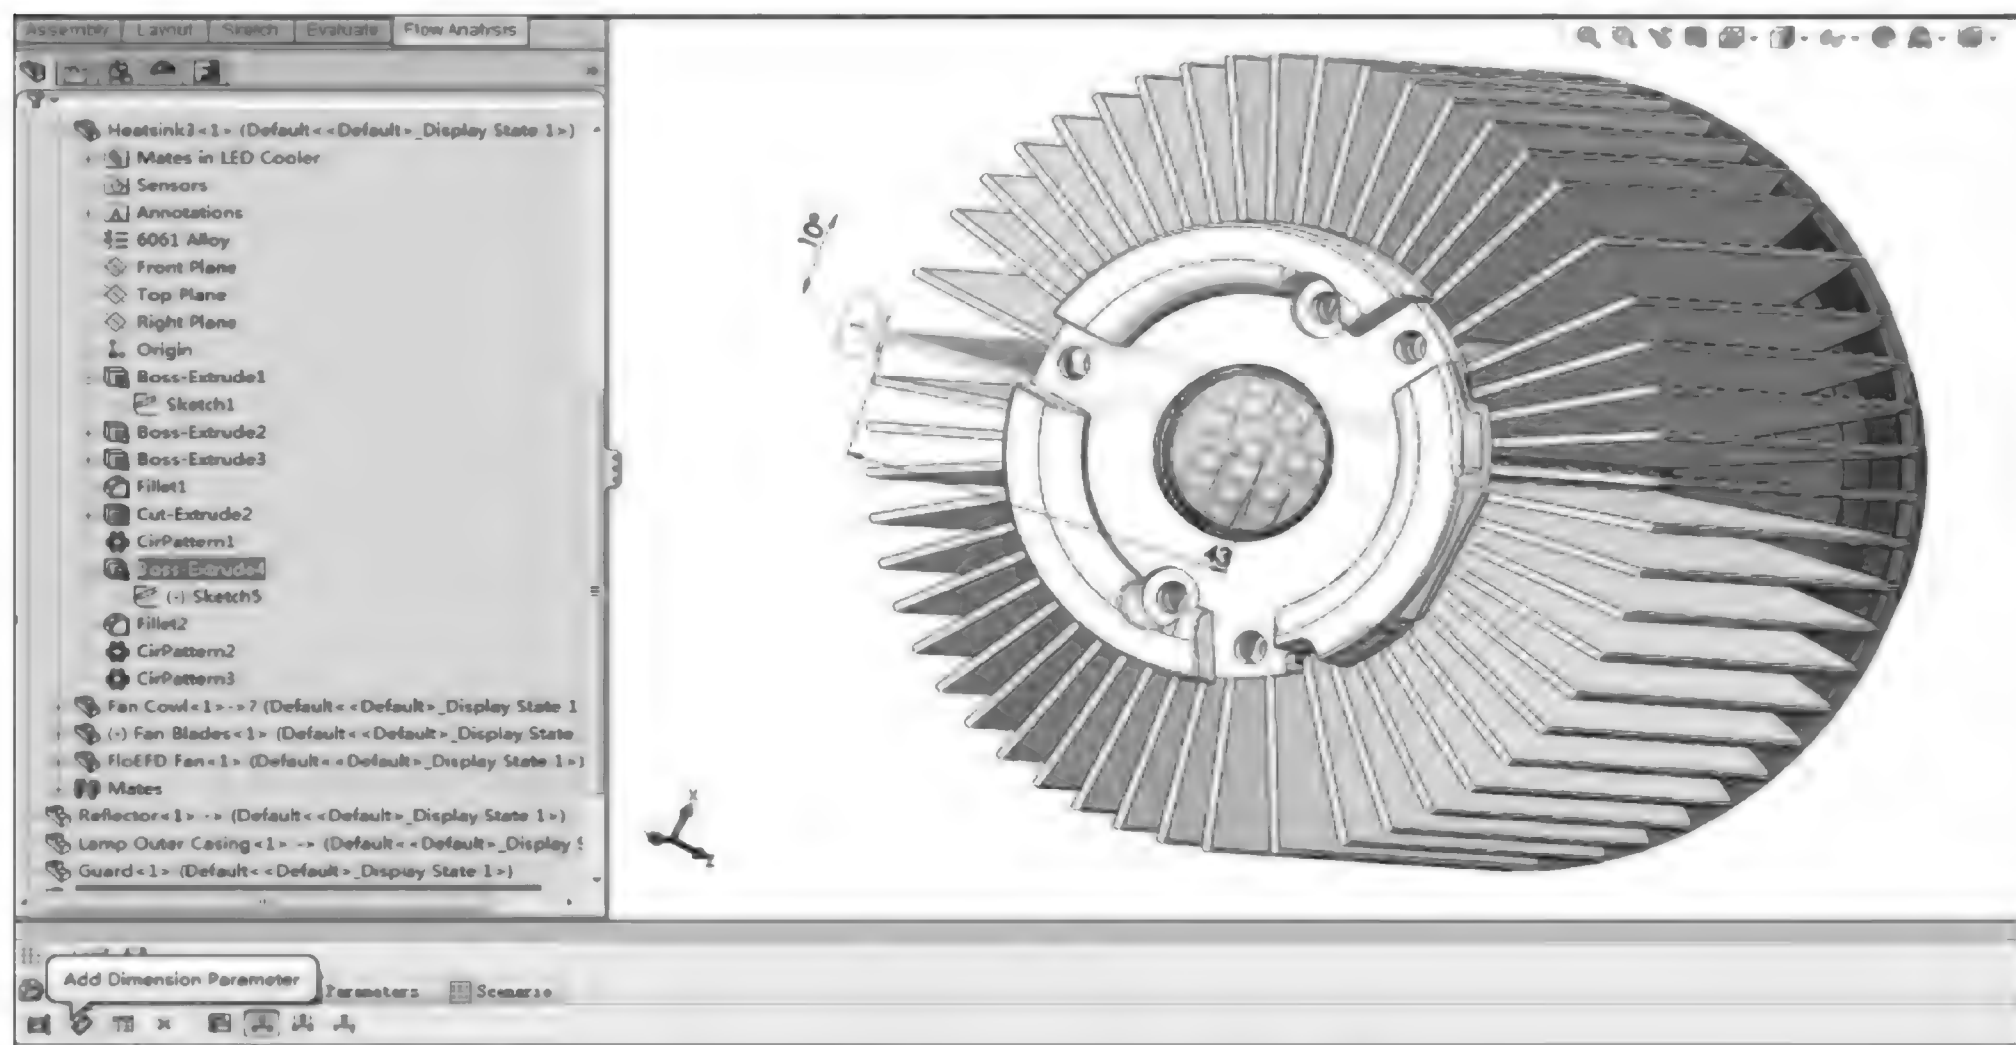 Assembly Layout Sketch Evaluate Flow Analysis
Heatsink3<1> (Default<<Default>_Display State 1>)
Mates in LED Cooler
Sensors
Annotations
6061 Alloy
Front Plane
Top Plane
Right Plane
Origin
Boss-Extrude1
Sketch1
Boss-Extrude2
Boss-Extrude3
Fillet1
Cut-Extrude2
CirPattern1
Boss-Extrude4
(-) Sketch5
Fillet2
CirPattern2
CirPattern3
Fan Cowl<1>->? (Default<<Default>_Display State 1
(-) Fan Blades<1> (Default<<Default>_Display State
FloEFD Fan<1> (Default<<Default>_Display State 1>)
Mates
Reflector<1> -> (Default<<Default>_Display State 1>)
Lamp Outer Casing<1> -> (Default<<Default>_Display S
Guard<1> (Default<<Default>_Display State 1>)
10°
43
X
Z
Add Dimension Parameter
Parameters Scenario